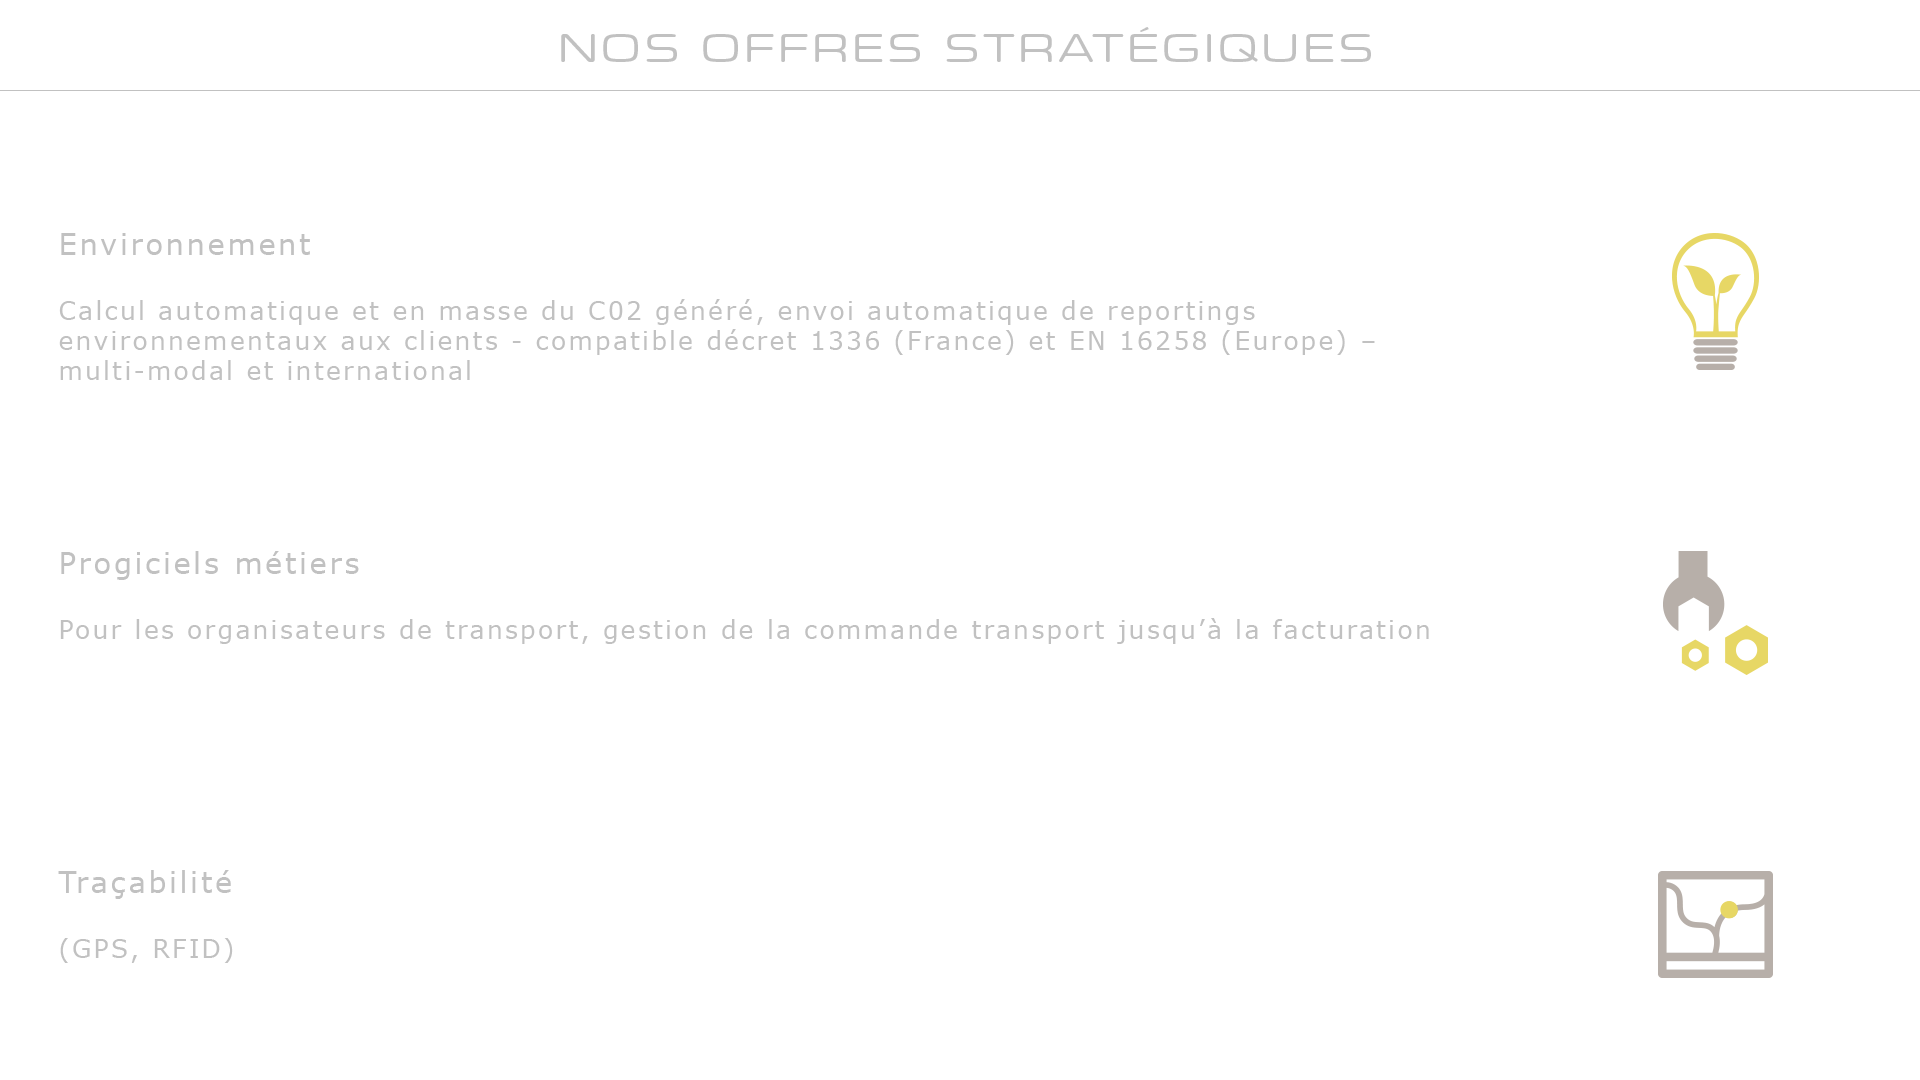 NOS OFFRES STRATÉGIQUES
Environnement
Calcul automatique et en masse du C02 généré, envoi automatique de reportings
environnementaux aux clients - compatible décret 1336 (France) et EN 16258 (Europe) –
multi-modal et international
Progiciels métiers
Pour les organisateurs de transport, gestion de la commande transport jusqu’à la facturation
Traçabilité
(GPS, RFID)